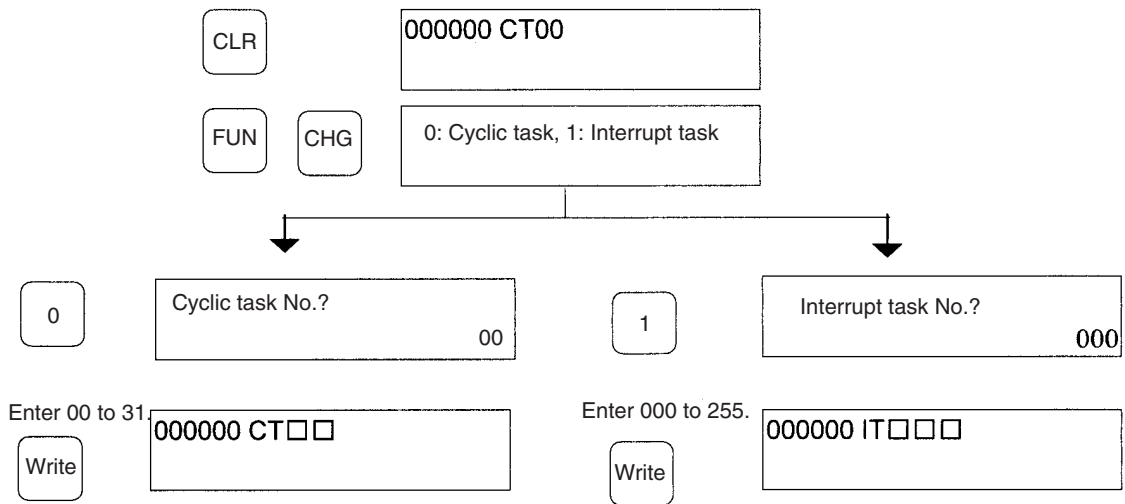 CLR
000000 CT00
FUN
CHG
0: Cyclic task, 1: Interrupt task
0
Cyclic task No.?
00
Enter 00 to 31.
Write
000000 CT□□
1
Interrupt task No.?
000
Enter 000 to 255.
Write
000000 IT□□□